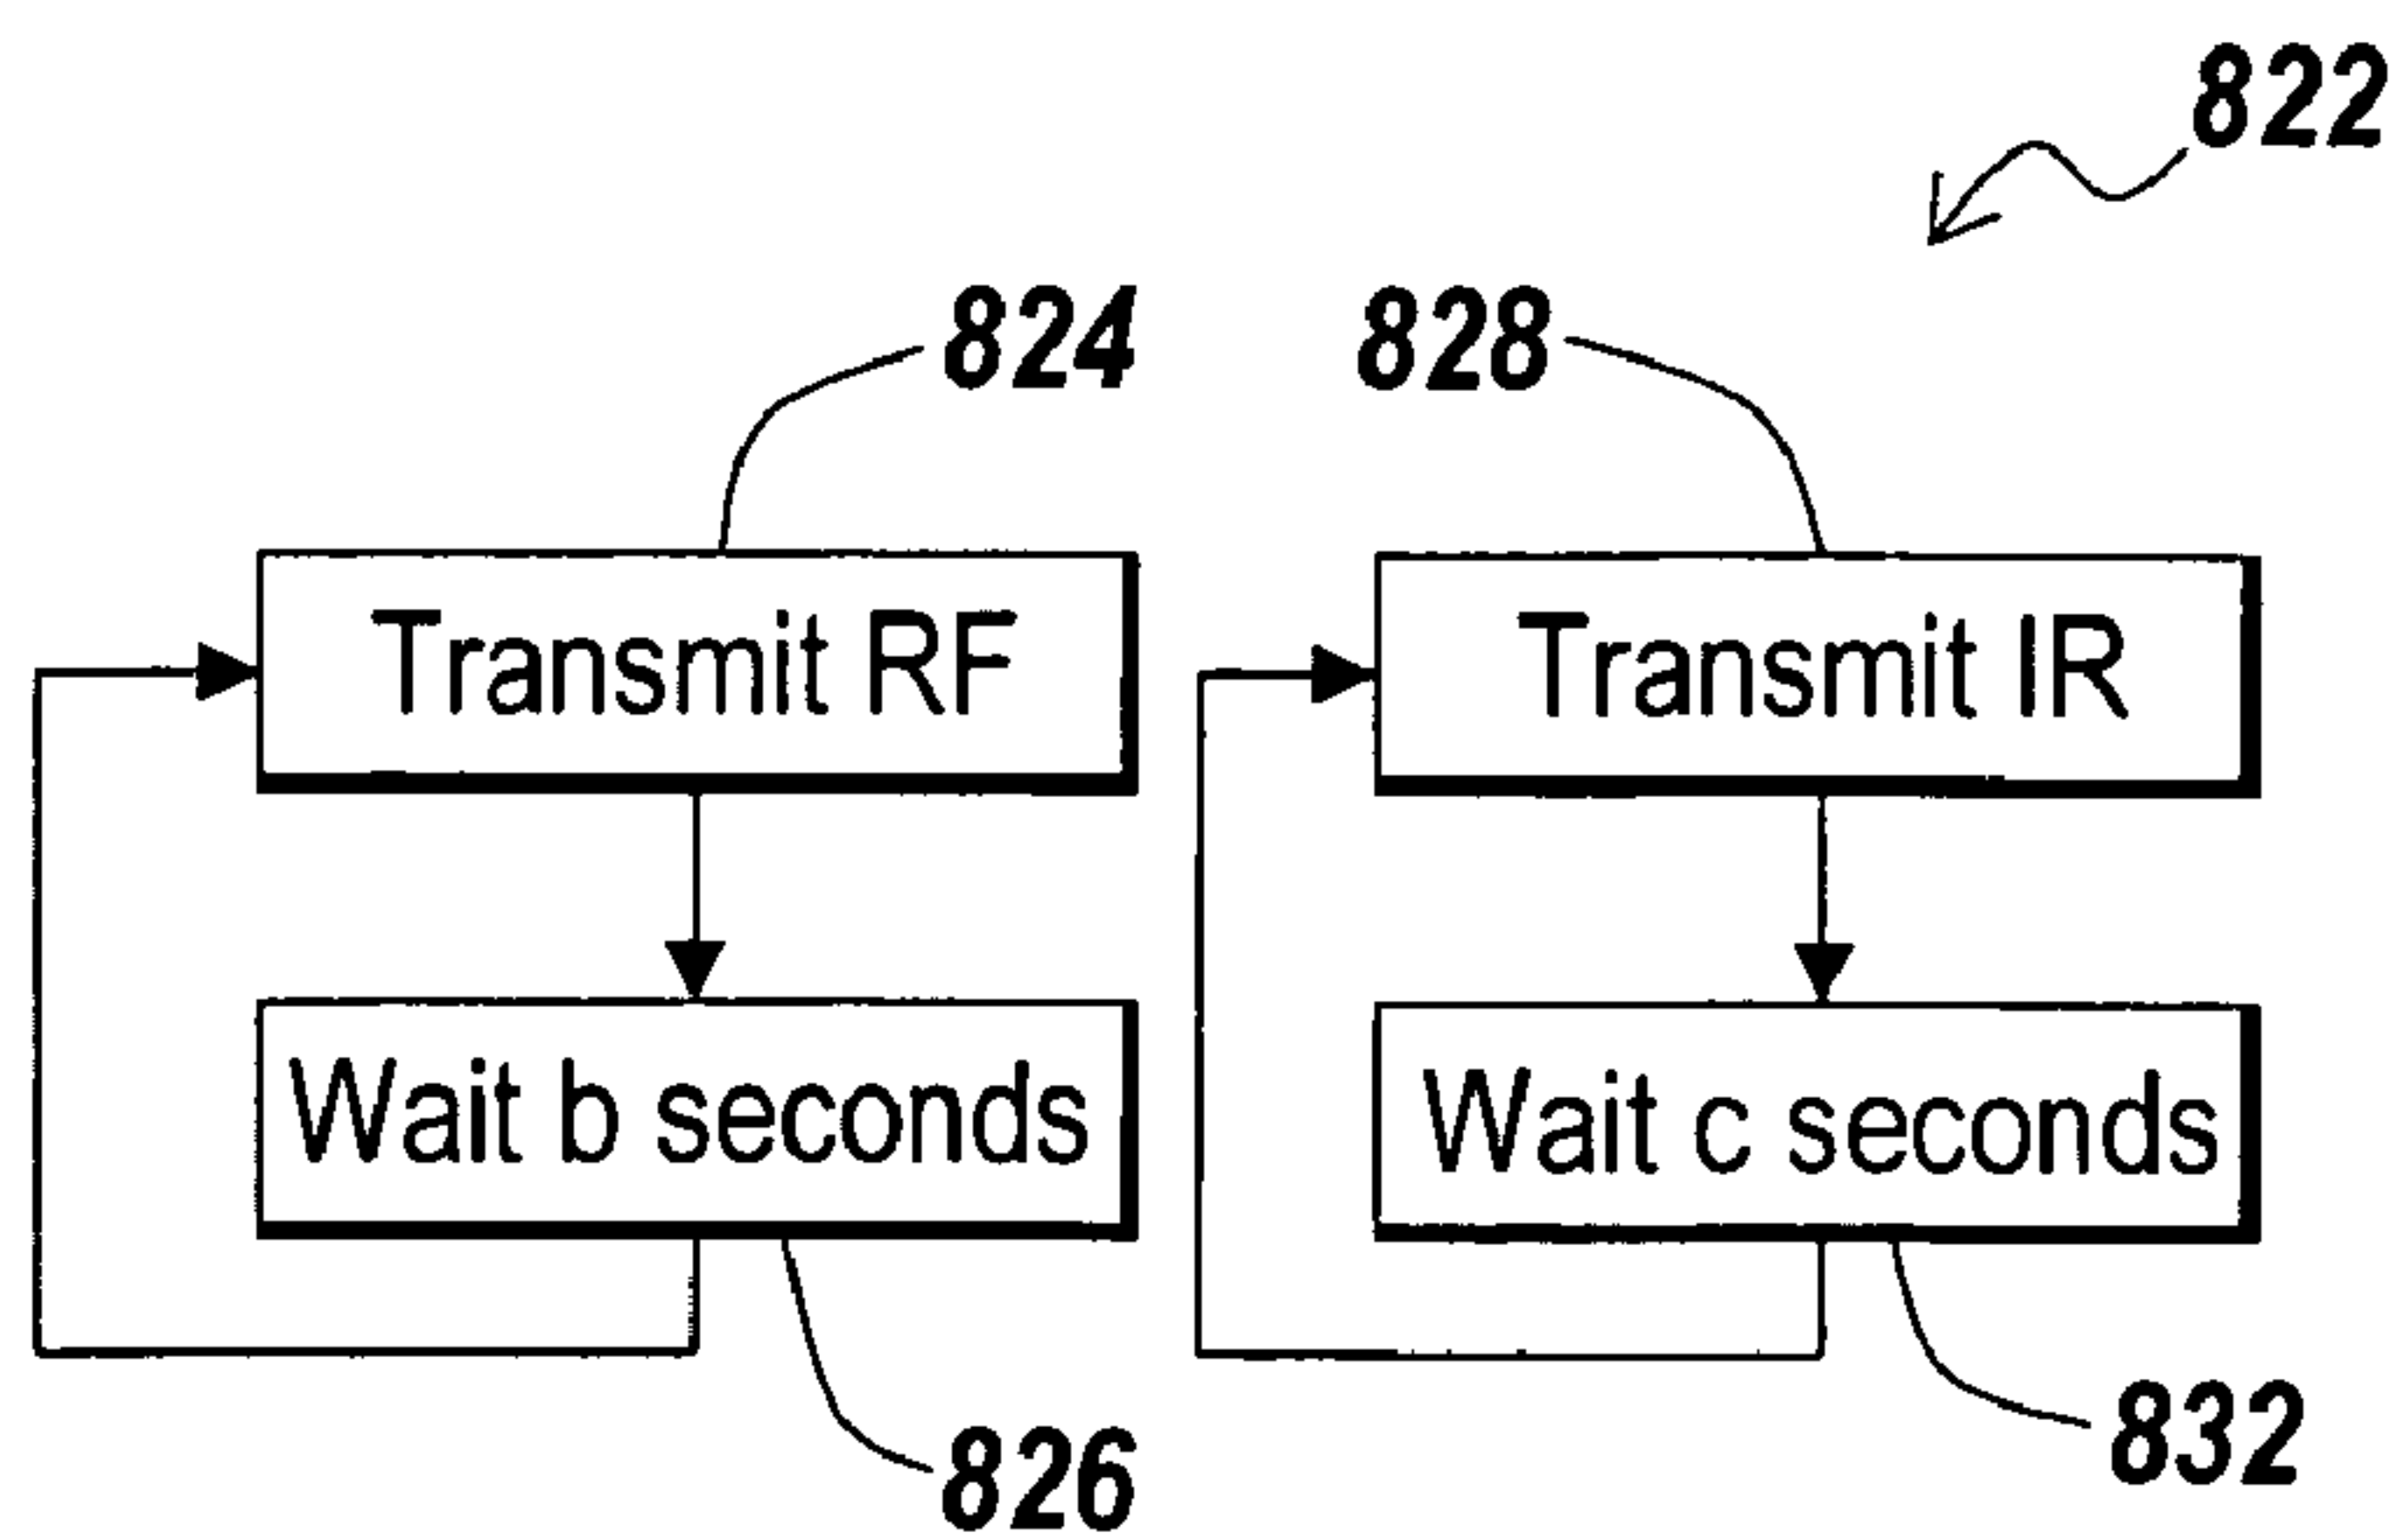 822
824
828
Transmit RF
Transmit IR
Wait b seconds
Wait c seconds
832
826